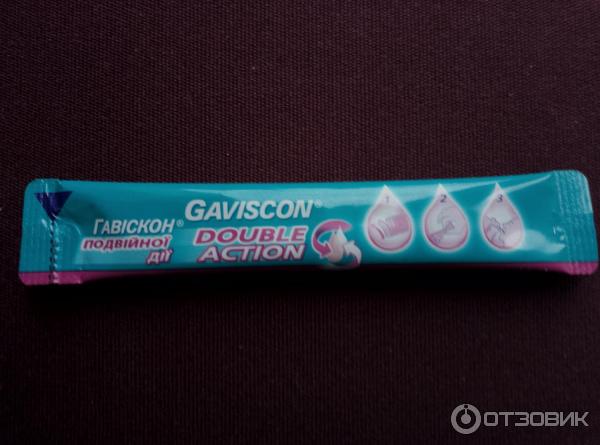 ГАВІСКОН®
ПОДВІЙНОЇ
ДІЇ
GAVISCON®
DOUBLE
ACTION
1 2 3
ОТЗОВИК